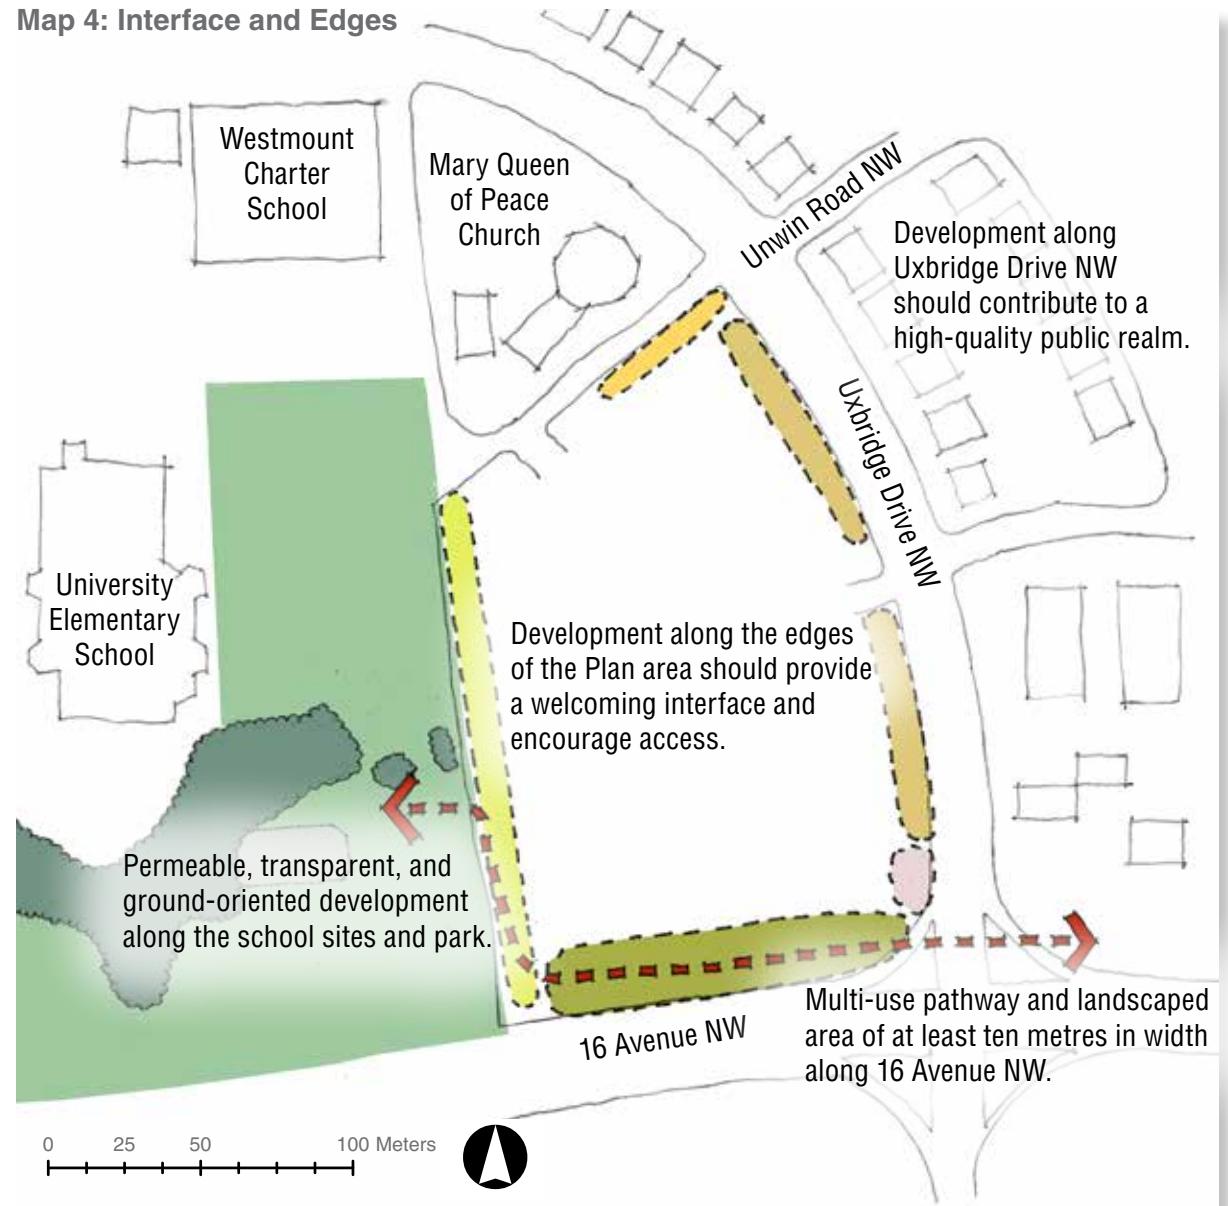 Map 4: Interface and Edges
Westmount
Charter
School
Mary Queen
of Peace
Church
Unwin Road NW
Development along
Uxbridge Drive NW
should contribute to a
high-quality public realm.
Uxbridge Drive NW
University
Elementary
School
Development along the edges
of the Plan area should provide
a welcoming interface and
encourage access.
Permeable, transparent, and
ground-oriented development
along the school sites and park.
Multi-use pathway and landscaped
area of at least ten metres in width
along 16 Avenue NW.
16 Avenue NW
0 25 50 100 Meters